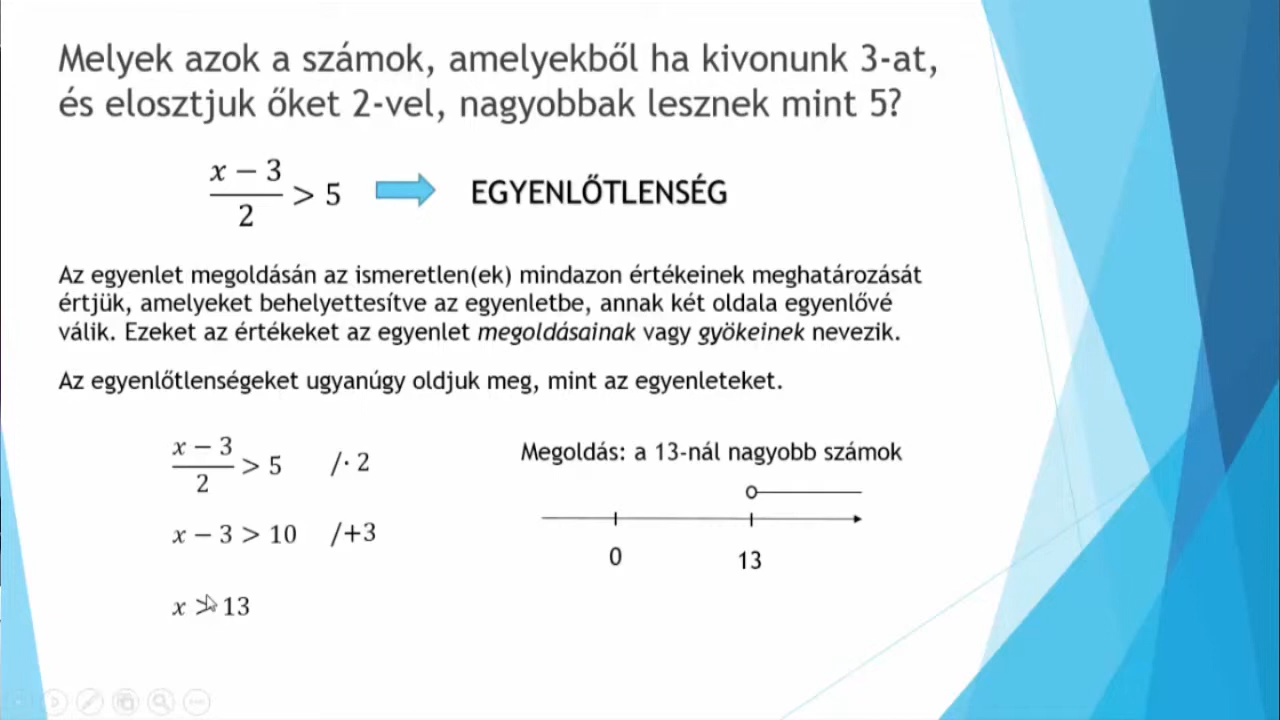 Melyek azok a számok, amelyekből ha kivonunk 3-at,
és elosztjuk őket 2-vel, nagyobbak lesznek mint 5?
x − 3
2
> 5
EGYENLŐTLENSÉG
Az egyenlet megoldásán az ismeretlen(ek) mindazon értékeinek meghatározását
értjük, amelyeket behelyettesítve az egyenletbe, annak két oldala egyenlővé
válik. Ezeket az értékeket az egyenlet megoldásainak vagy gyökeinek nevezik.
Az egyenlőtlenségeket ugyanúgy oldjuk meg, mint az egyenleteket.
x − 3
2
> 5 /· 2
x − 3 > 10 /+3
x > 13
Megoldás: a 13-nál nagyobb számok
0 13